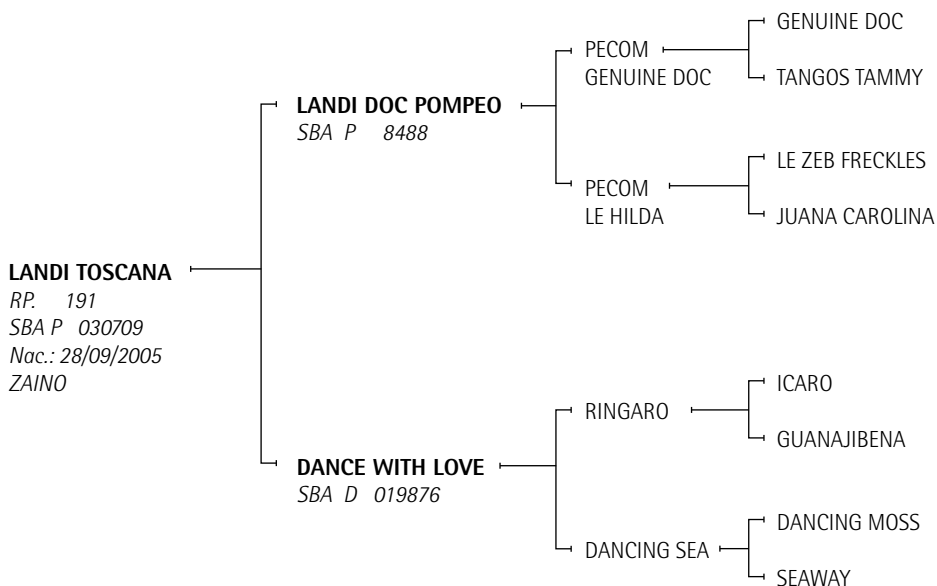 GENUINE DOC
PECOM
GENUINE DOC
TANGOS TAMMY
LANDI DOC POMPEO
SBA P 8488
LE ZEB FRECKLES
PECOM
LE HILDA
JUANA CAROLINA
LANDI TOSCANA
RP. 191
SBA P 030709
Nac.: 28/09/2005
ZAINO
ICARO
RINGARO
GUANAJIBENA
DANCE WITH LOVE
SBA D 019876
DANCING MOSS
DANCING SEA
SEAWAY